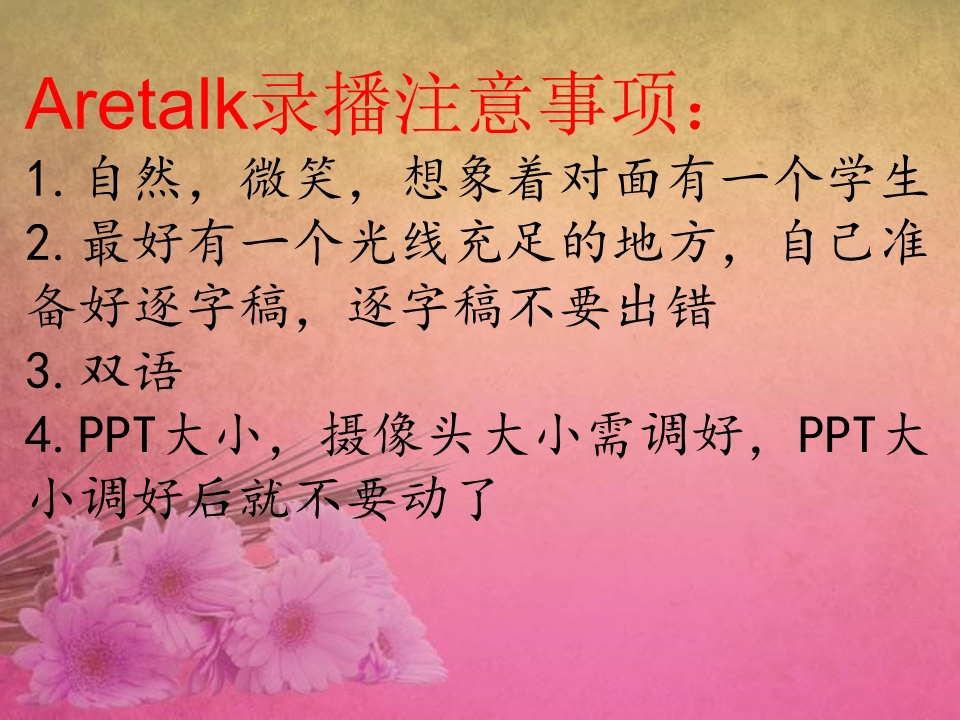 Aretalk录播注意事项：
1.自然，微笑，想象着对面有一个学生
2.最好有一个光线充足的地方，自己准
备好逐字稿，逐字稿不要出错
3.双语
4.PPT大小，摄像头大小需调好，PPT大
小调好后就不要动了